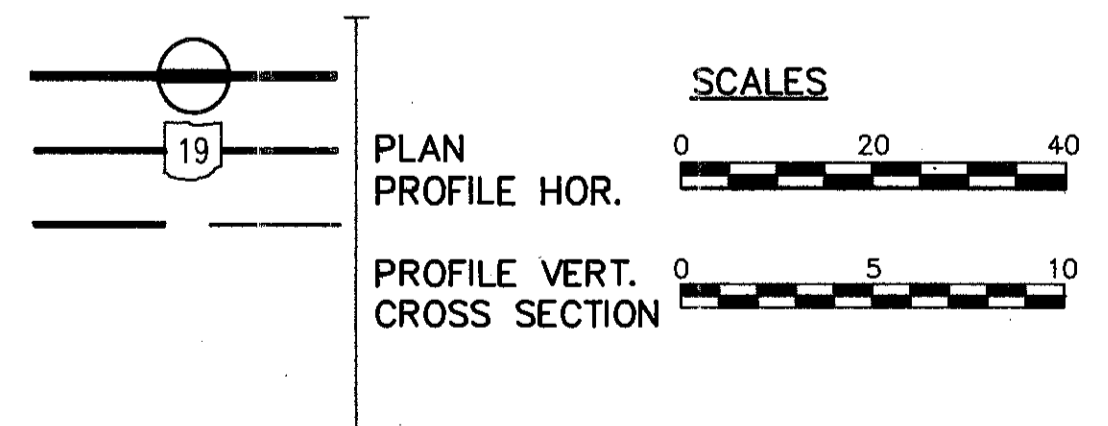 19
SCALES
PLAN
PROFILE HOR.
0 20 40
PROFILE VERT.
CROSS SECTION
0 5 10